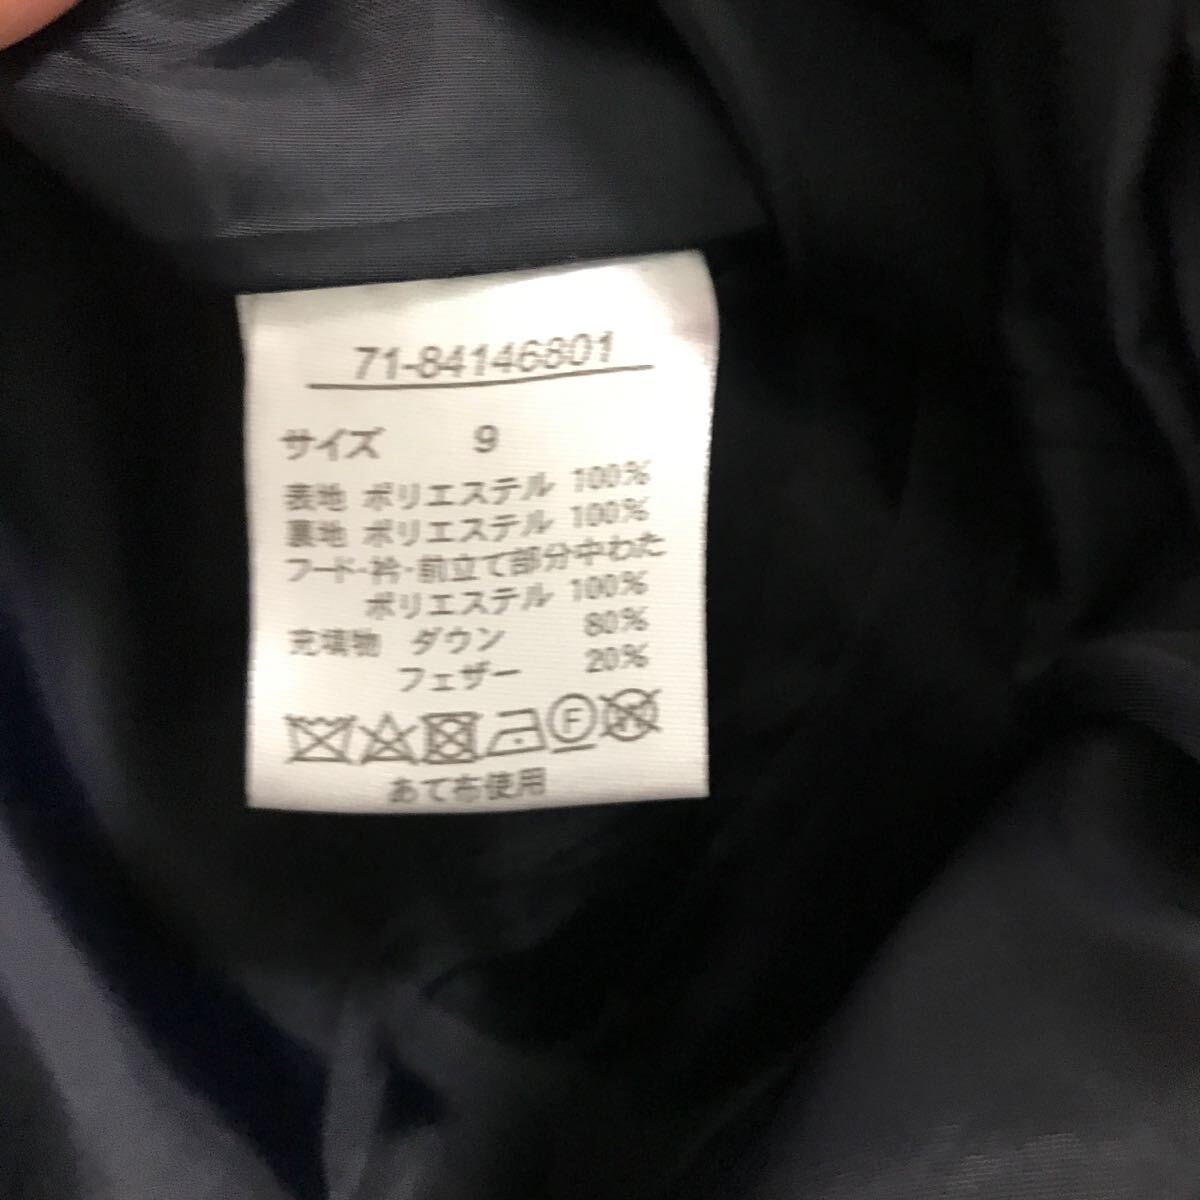 71-84146801
サイズ 9
表地 ポリエステル 100%
裏地 ポリエステル 100%
フード・衿・前立て部分中わた
ポリエステル 100%
充填物 ダウン 80%
フェザー 20%
F W
あて布使用